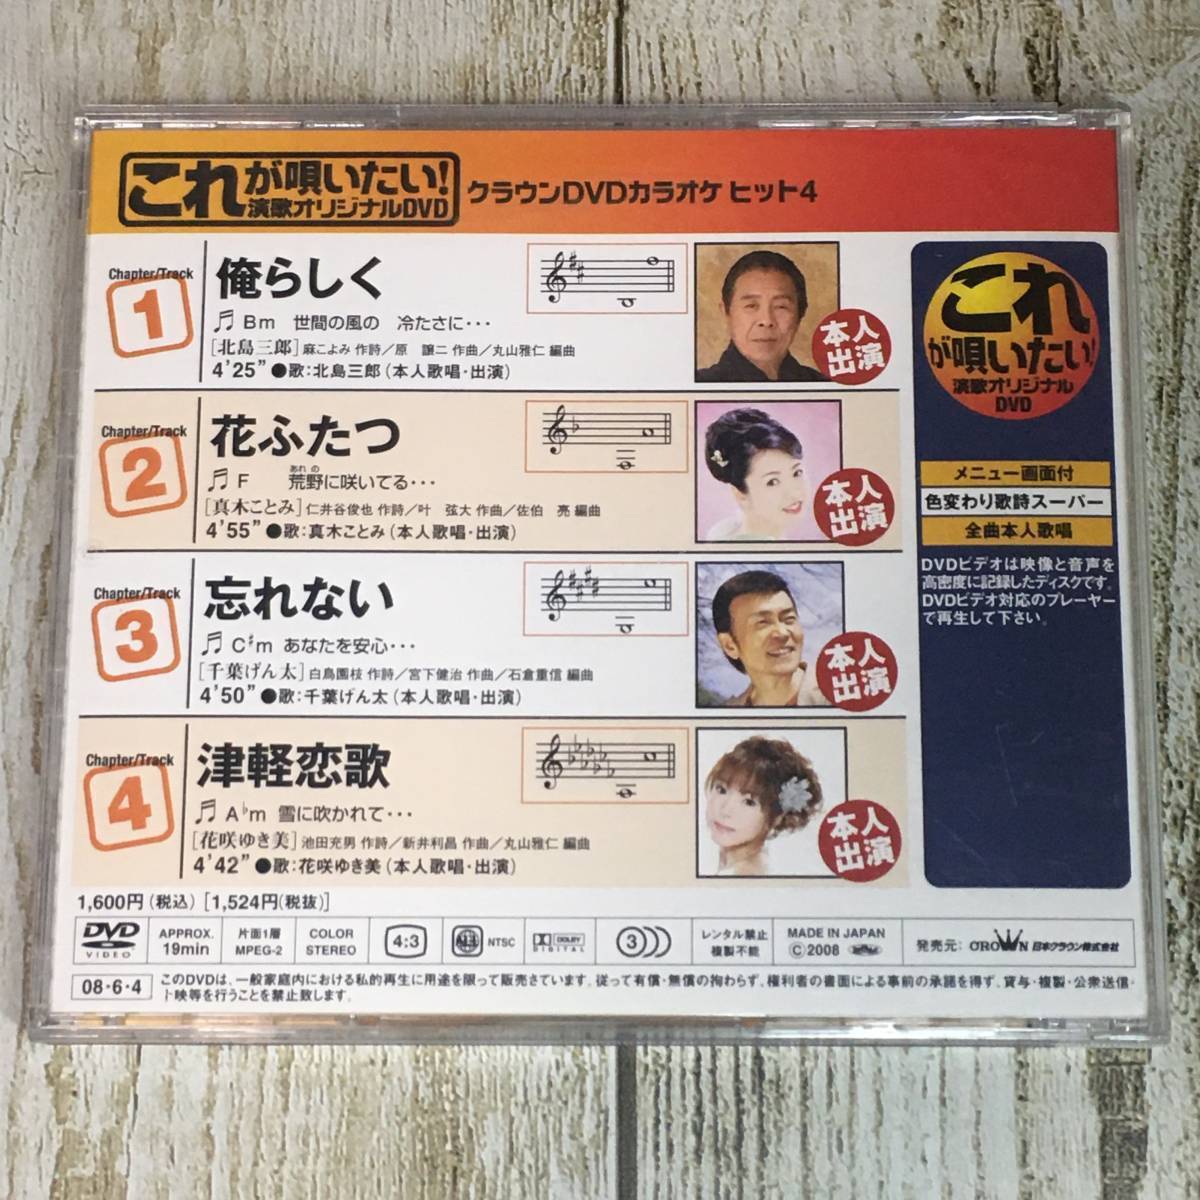 これが唄いたい!
演歌オリジナルDVD
クラウンDVDカラオケ ヒット4
Chapter/Track
1
俺らしく
Bm 世間の風の 冷たさに・・・
[北島三郎] 麻こよみ 作詩/原 譲二 作曲/丸山雅仁 編曲
4'25" ●歌:北島三郎(本人歌唱・出演)
本人
出演
Chapter/Track
2
花ふたつ
あれ の
F 荒野に咲いてる・・・
[真木ことみ] 仁井谷俊也 作詩/叶 弦大 作曲/佐伯 亮 編曲
4'55" ●歌:真木ことみ(本人歌唱・出演)
本人
出演
Chapter/Track
3
忘れない
C♯m あなたを安心・・・
[千葉げん太] 白鳥園枝 作詩/宮下健治 作曲/石倉重信 編曲
4'50" ●歌:千葉げん太(本人歌唱・出演)
本人
出演
Chapter/Track
4
津軽恋歌
A♭m 雪に吹かれて・・・
[花咲ゆき美] 池田充男 作詩/新井利昌 作曲/丸山雅仁 編曲
4'42" ●歌:花咲ゆき美(本人歌唱・出演)
本人
出演
これ
が唄いたい!
演歌オリジナル
DVD
メニュー画面付
色変わり歌詩スーパー
全曲本人歌唱
DVDビデオは映像と音声を
高密度に記録したディスクです。
DVDビデオ対応のプレーヤー
で再生して下さい。
1,600円(税込) [1,524円(税抜)]
DVD
VIDEO
APPROX.
19min
片面1層
MPEG-2
COLOR
STEREO
4:3
ALL
NTSC
DOLBY
DIGITAL
3
レンタル禁止
複製不能
MADE IN JAPAN
Ⓒ2008
発売元: CROWN 日本クラウン株式会社
08・6・4
このDVDは、一般家庭内における私的再生に用途を限って販売されています。従って有償・無償の拘わらず、権利者の書面による事前の承諾を得ず、貸与・複製・公衆送信・
上映等を行うことを禁止致します。